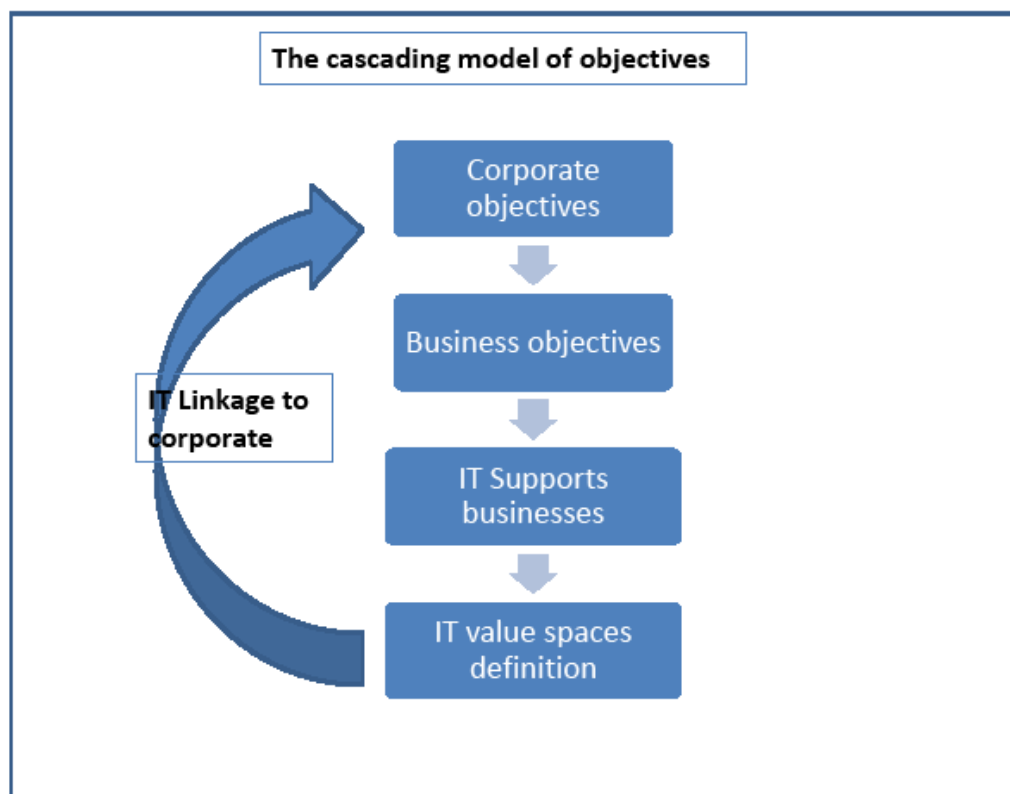 The cascading model of objectives
Corporate
objectives
Business objectives
IT Linkage to
corporate
IT Supports
businesses
IT value spaces
definition